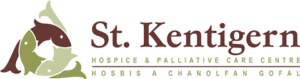 St. Kentigern
HOSPICE & PALLIATIVE CARE CENTRE
HOSBIS A CHANOLFAN GOFAL